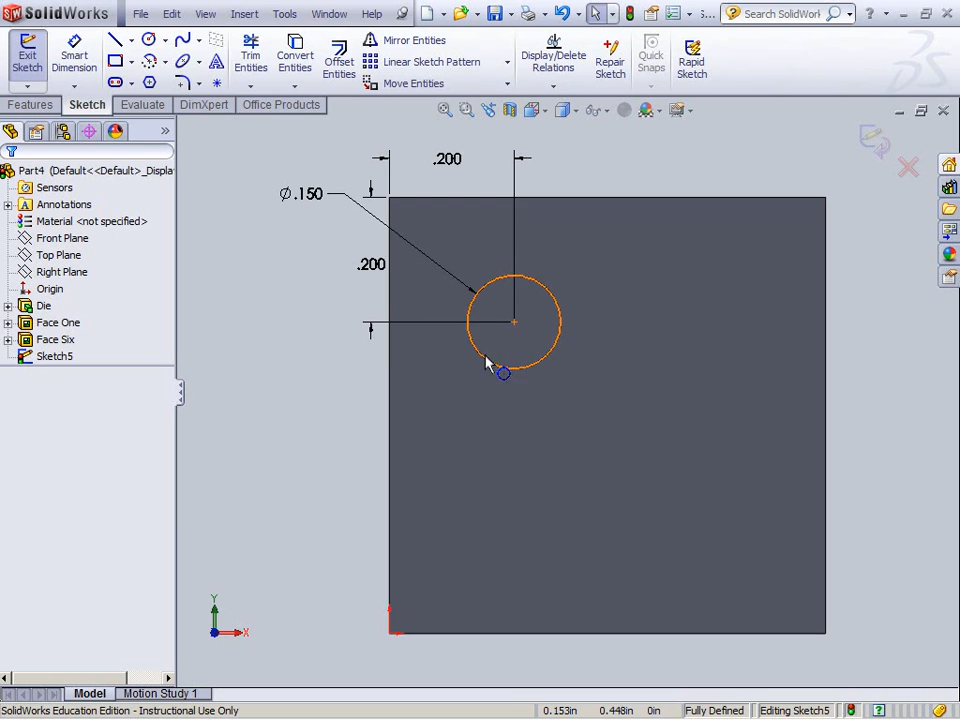 SW SolidWorks File Edit View Insert Tools Window Help S... Search SolidWorks ?
Exit Sketch
Smart Dimension
Trim Entities
Convert Entities
Offset Entities
Mirror Entities
Linear Sketch Pattern
Move Entities
Display/Delete Relations
Repair Sketch
Quick Snaps
Rapid Sketch
Features Sketch Evaluate DimXpert Office Products
Part4 (Default<<Default>_Displa
Sensors
Annotations
Material <not specified>
Front Plane
Top Plane
Right Plane
Origin
Die
Face One
Face Six
Sketch5
.200
Ø.150
.200
Y
X
Model Motion Study 1
SolidWorks Education Edition - Instructional Use Only 0.153in 0.448in 0in Fully Defined Editing Sketch5 ?